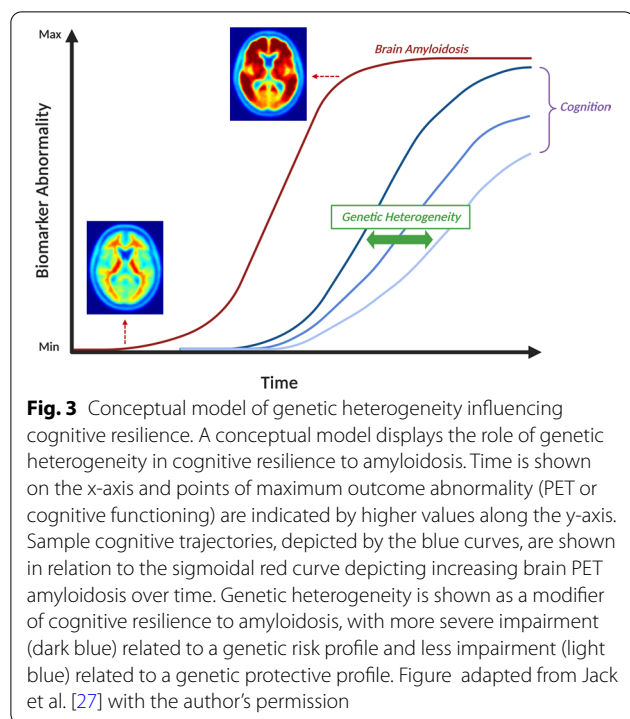 Max
Brain Amyloidosis
Cognition
Genetic Heterogeneity
Biomarker Abnormality
Min
Time
Fig. 3 Conceptual model of genetic heterogeneity influencing
cognitive resilience. A conceptual model displays the role of genetic
heterogeneity in cognitive resilience to amyloidosis. Time is shown
on the x-axis and points of maximum outcome abnormality (PET or
cognitive functioning) are indicated by higher values along the y-axis.
Sample cognitive trajectories, depicted by the blue curves, are shown
in relation to the sigmoidal red curve depicting increasing brain PET
amyloidosis over time. Genetic heterogeneity is shown as a modifier
of cognitive resilience to amyloidosis, with more severe impairment
(dark blue) related to a genetic risk profile and less impairment (light
blue) related to a genetic protective profile. Figure adapted from Jack
et al. [27] with the author’s permission